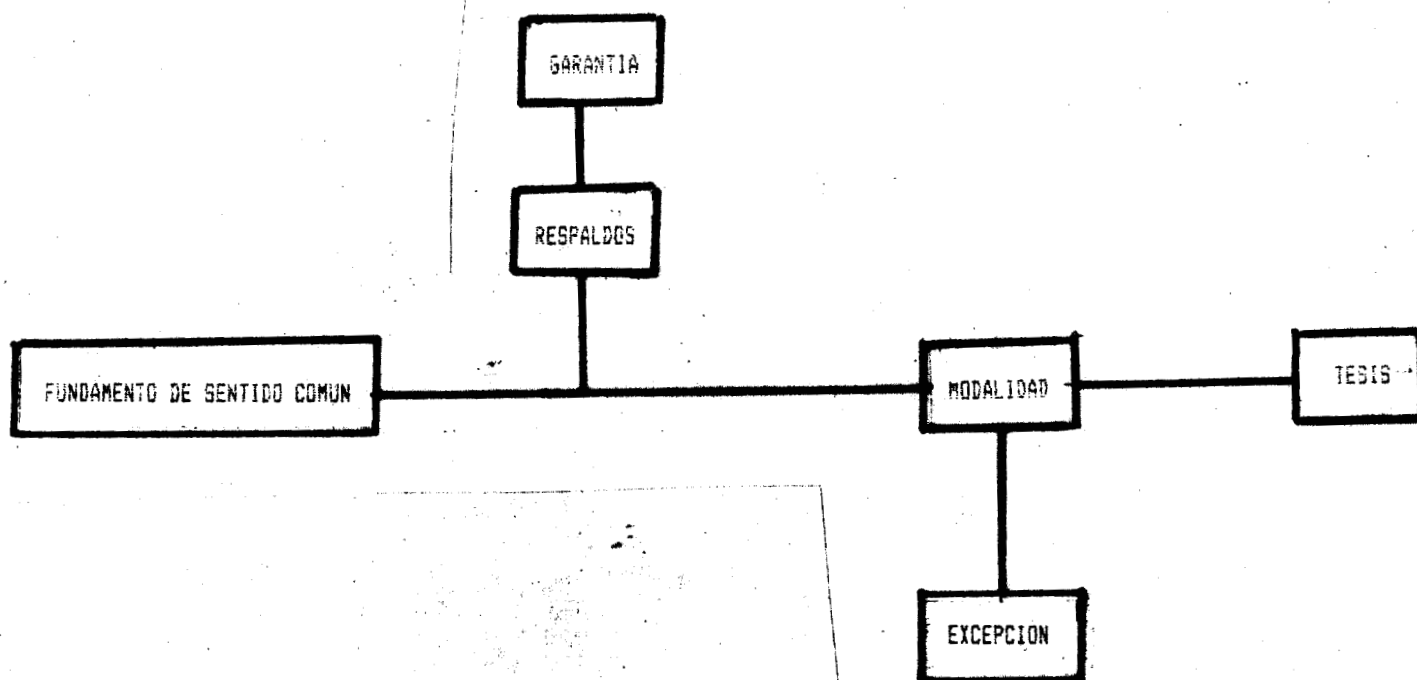 GARANTIA
RESPALDOS
FUNDAMENTO DE SENTIDO COMUN
MODALIDAD
TESIS
EXCEPCION